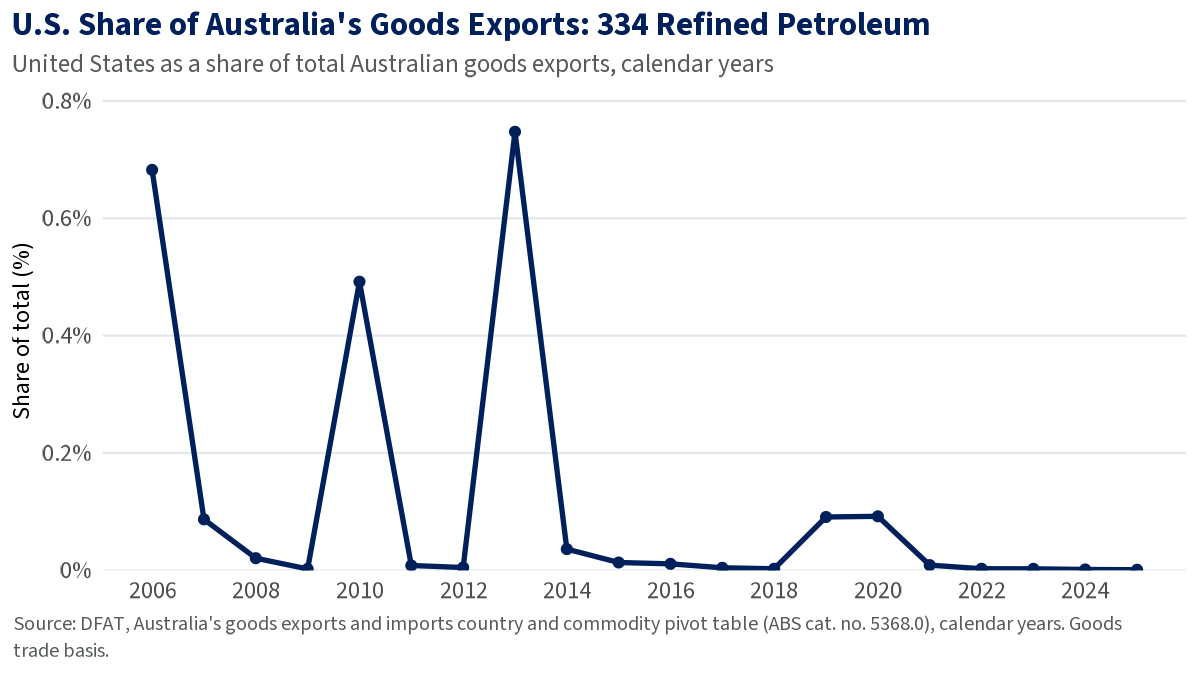 U.S. Share of Australia's Goods Exports: 334 Refined Petroleum
United States as a share of total Australian goods exports, calendar years
Share of total (%)
0.8%
0.6%
0.4%
0.2%
0%
2006 2008 2010 2012 2014 2016 2018 2020 2022 2024
Source: DFAT, Australia's goods exports and imports country and commodity pivot table (ABS cat. no. 5368.0), calendar years. Goods
trade basis.